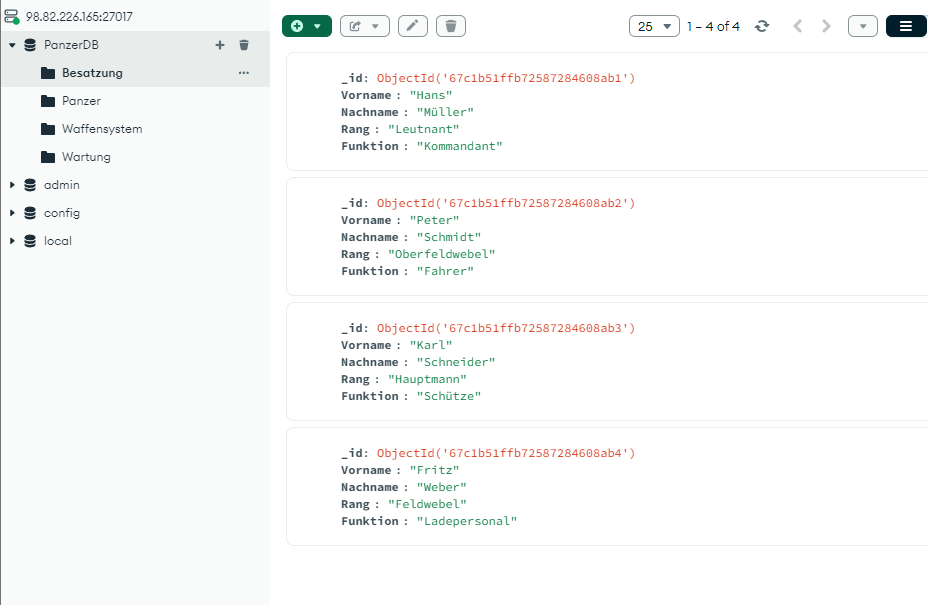 98.82.226.165:27017
PanzerDB
Besatzung
Panzer
Waffensystem
Wartung
admin
config
local
25
1 – 4 of 4
_id: ObjectId('67c1b51ffb72587284608ab1')
Vorname : "Hans"
Nachname : "Müller"
Rang : "Leutnant"
Funktion : "Kommandant"
_id: ObjectId('67c1b51ffb72587284608ab2')
Vorname : "Peter"
Nachname : "Schmidt"
Rang : "Oberfeldwebel"
Funktion : "Fahrer"
_id: ObjectId('67c1b51ffb72587284608ab3')
Vorname : "Karl"
Nachname : "Schneider"
Rang : "Hauptmann"
Funktion : "Schütze"
_id: ObjectId('67c1b51ffb72587284608ab4')
Vorname : "Fritz"
Nachname : "Weber"
Rang : "Feldwebel"
Funktion : "Ladepersonal"